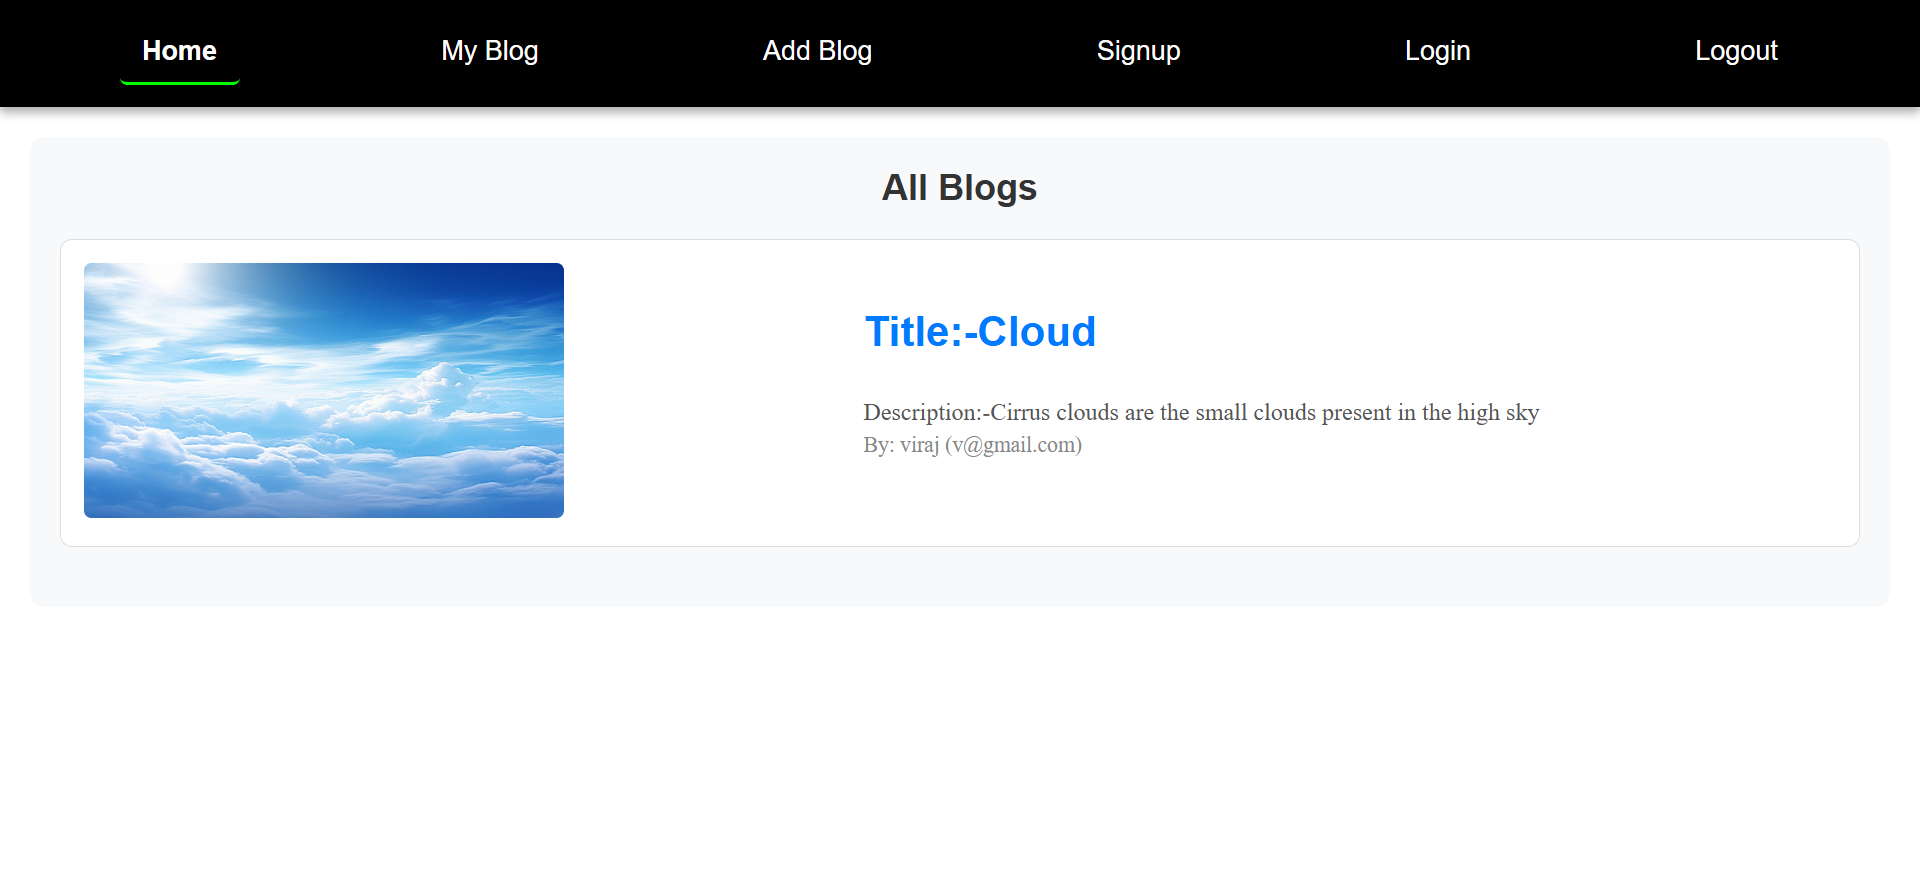 Home My Blog Add Blog Signup Login Logout
All Blogs
Title:-Cloud
Description:-Cirrus clouds are the small clouds present in the high sky
By: viraj (v@gmail.com)